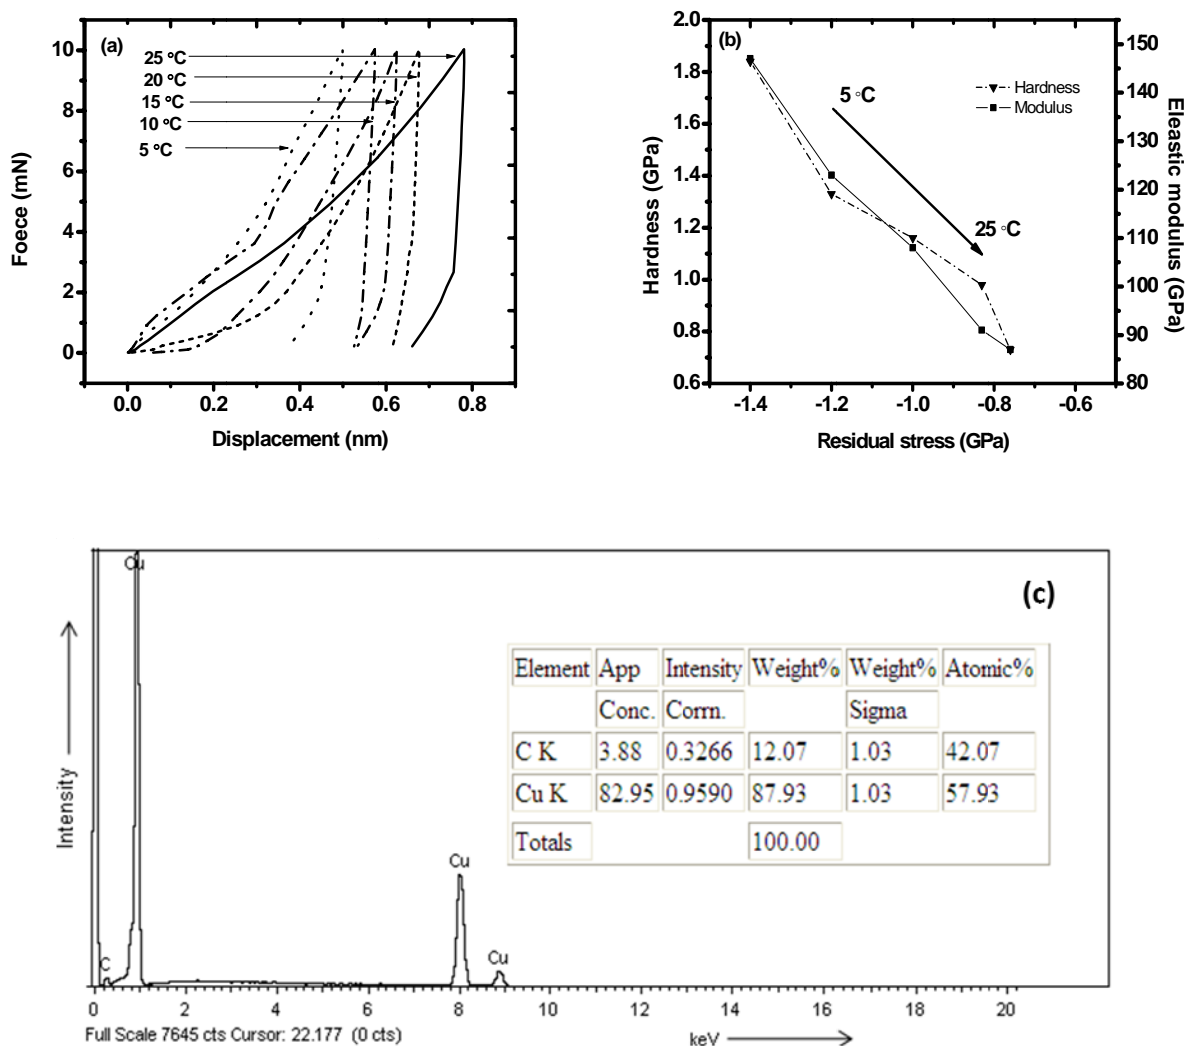 (a)
25 °C
20 °C
15 °C
10 °C
5 °C
10
8
6
4
2
0
Foece (mN)
0.0 0.2 0.4 0.6 0.8
Displacement (nm)
(b)
5 °C
25 °C
Hardness
Modulus
2.0
1.8
1.6
1.4
1.2
1.0
0.8
0.6
Hardness (GPa)
150
140
130
120
110
100
90
80
Eleastic modulus (GPa)
-1.4 -1.2 -1.0 -0.8 -0.6
Residual stress (GPa)
(c)
Cu
C
Cu
Cu
Intensity
Element App Intensity Weight% Weight% Atomic%
Conc. Corrn. Sigma
C K 3.88 0.3266 12.07 1.03 42.07
Cu K 82.95 0.9590 87.93 1.03 57.93
Totals 100.00
0 2 4 6 8 10 12 14 16 18 20
Full Scale 7645 cts Cursor: 22.177 (0 cts)
keV